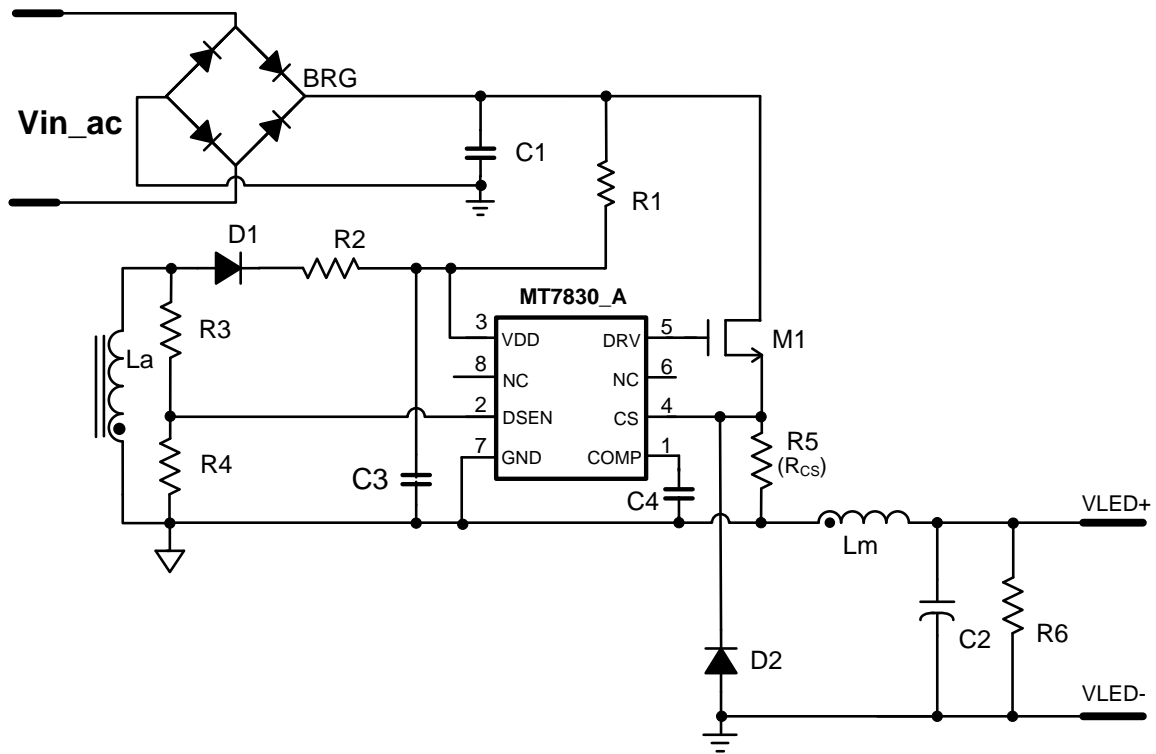 BRG
Vin_ac
C1
R1
D1
R2
MT7830_A
R3
La
3
VDD
DRV
5
M1
8
NC
NC
6
2
DSEN
CS
4
R4
7
GND
COMP
1
R5
(RCS)
C3
C4
VLED+
Lm
C2
R6
D2
VLED-